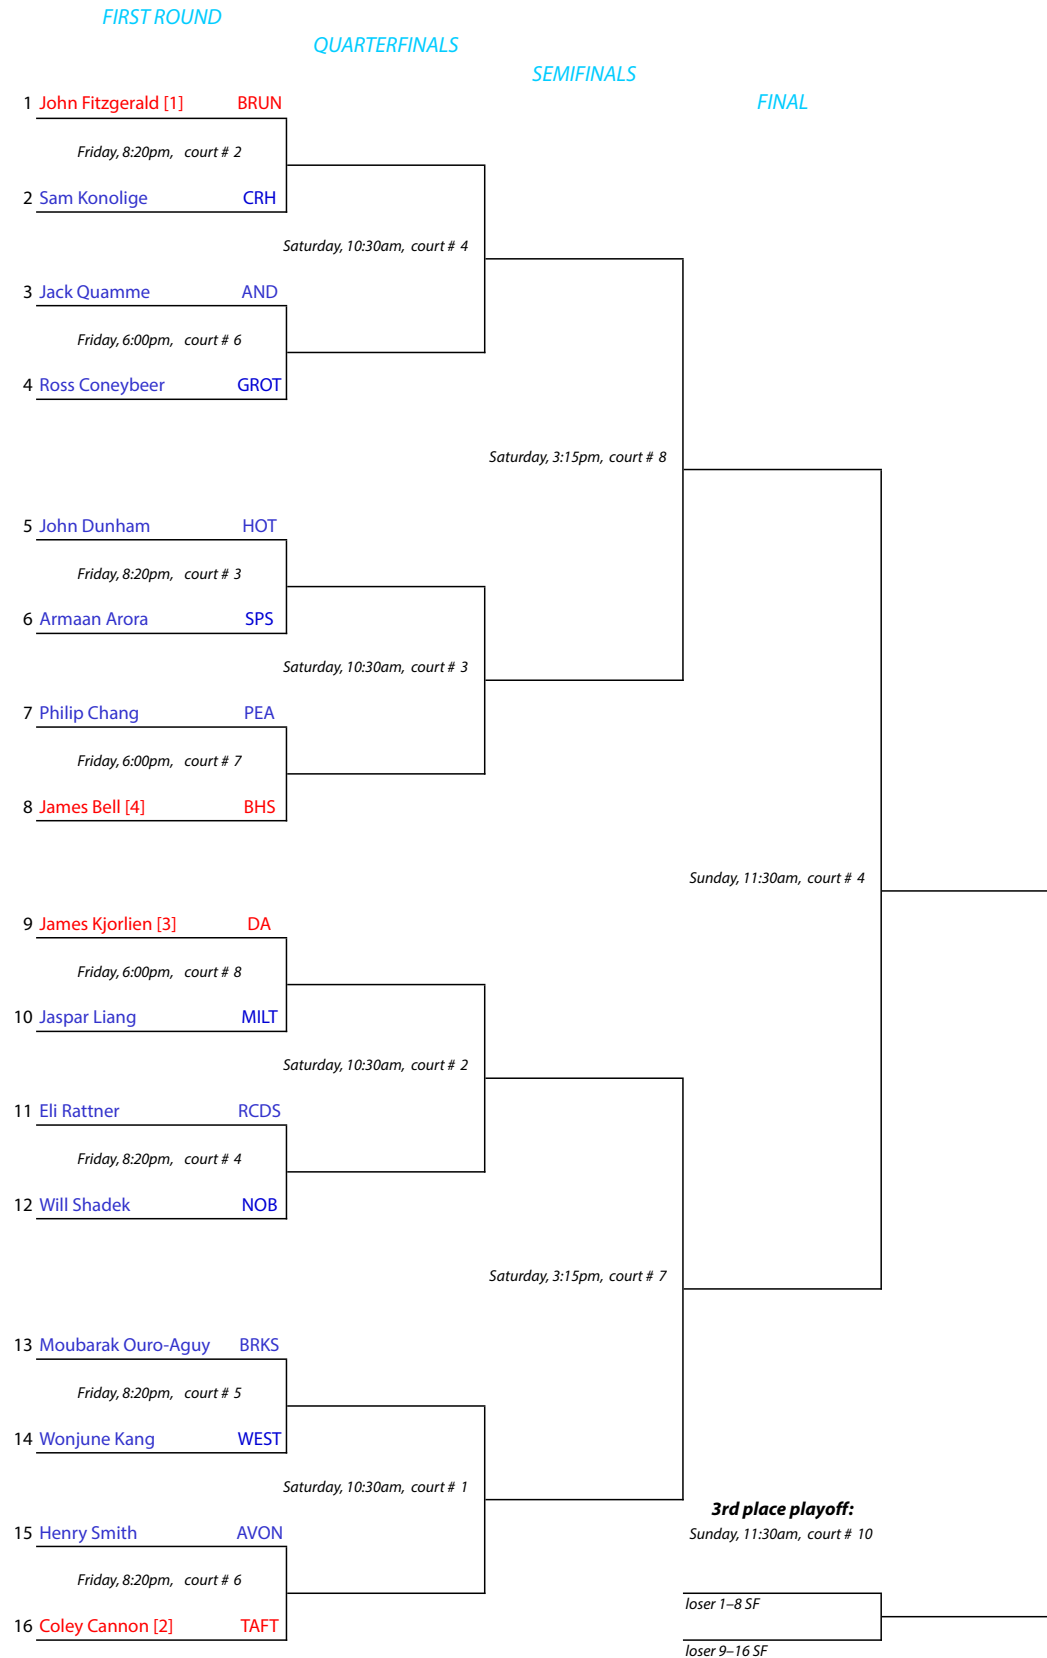 FIRST ROUND
QUARTERFINALS
SEMIFINALS
FINAL
1 John Fitzgerald [1] BRUN
Friday, 8:20pm, court # 2
2 Sam Konolige CRH
Saturday, 10:30am, court # 4
3 Jack Quamme AND
Friday, 6:00pm, court # 6
4 Ross Coneybeer GROT
Saturday, 3:15pm, court # 8
5 John Dunham HOT
Friday, 8:20pm, court # 3
6 Armaan Arora SPS
Saturday, 10:30am, court # 3
7 Philip Chang PEA
Friday, 6:00pm, court # 7
8 James Bell [4] BHS
Sunday, 11:30am, court # 4
9 James Kjorlien [3] DA
Friday, 6:00pm, court # 8
10 Jaspar Liang MILT
Saturday, 10:30am, court # 2
11 Eli Rattner RCDS
Friday, 8:20pm, court # 4
12 Will Shadek NOB
Saturday, 3:15pm, court # 7
13 Moubarak Ouro-Aguy BRKS
Friday, 8:20pm, court # 5
14 Wonjune Kang WEST
Saturday, 10:30am, court # 1
3rd place playoff:
15 Henry Smith AVON
Sunday, 11:30am, court # 10
Friday, 8:20pm, court # 6
loser 1–8 SF
16 Coley Cannon [2] TAFT
loser 9–16 SF